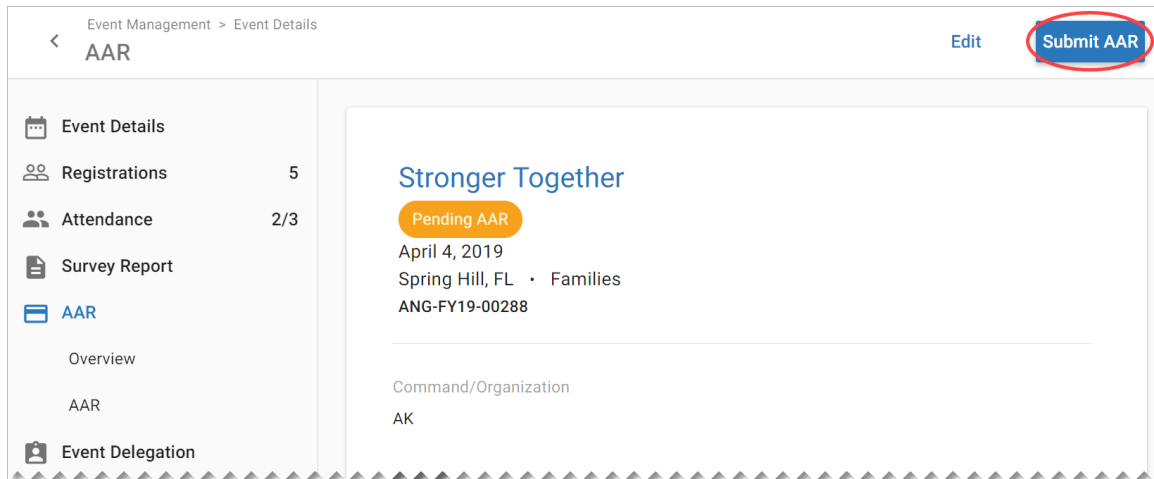 Event Management > Event Details
AAR
Edit
Submit AAR
Event Details
Registrations 5
Attendance 2/3
Survey Report
AAR
Overview
AAR
Event Delegation
Stronger Together
Pending AAR
April 4, 2019
Spring Hill, FL · Families
ANG-FY19-00288
Command/Organization
AK